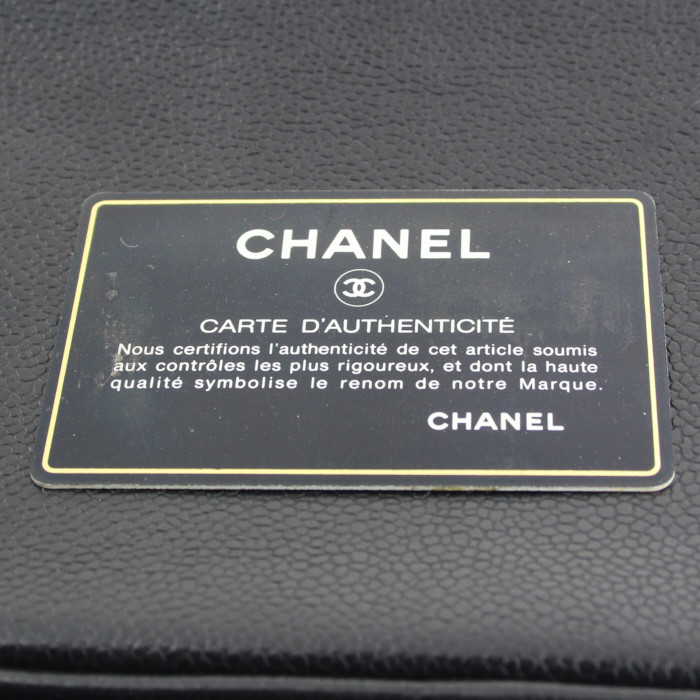 CHANEL
CARTE D'AUTHENTICITÉ
Nous certifions l'authenticité de cet article soumis
aux contrôles les plus rigoureux, et dont la haute
qualité symbolise le renom de notre Marque.
CHANEL